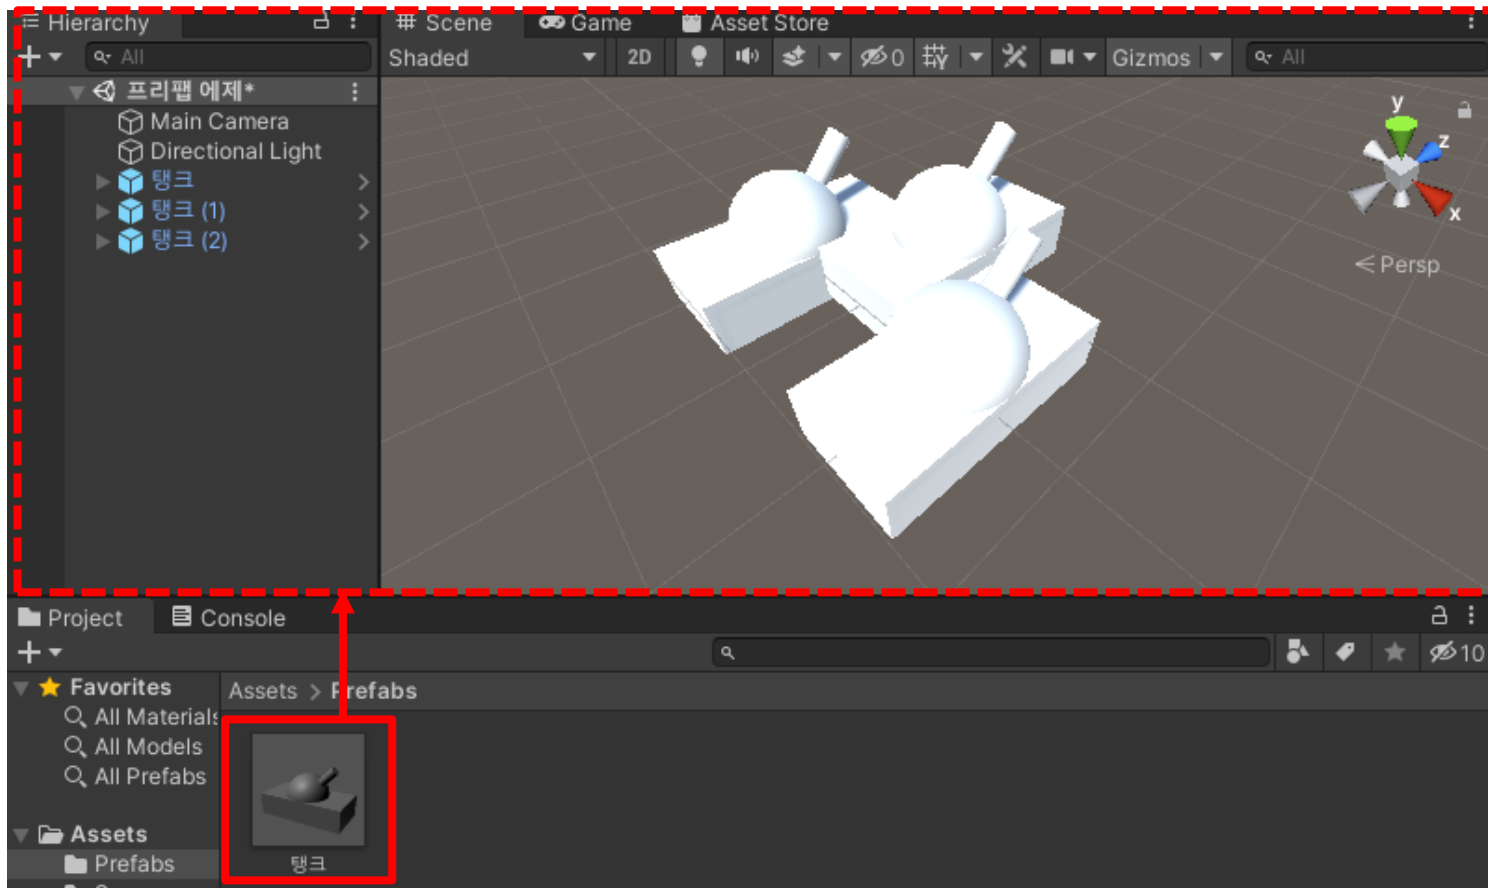 Hierarchy
Scene
Game
Asset Store
All
Shaded
2D
0
Gizmos
All
프리팹 에제*
Main Camera
Directional Light
탱크
탱크 (1)
탱크 (2)
y
z
x
Persp
Project
Console
10
Favorites
All Materials
All Models
All Prefabs
Assets > Prefabs
탱크
Assets
Prefabs